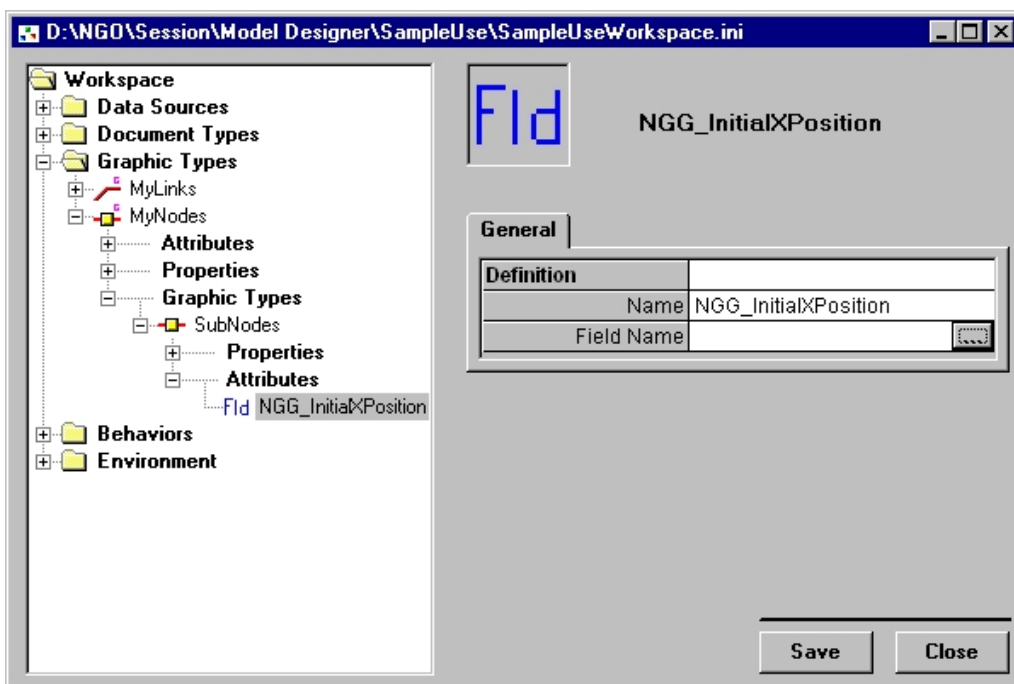 D:\NGO\Session\Model Designer\SampleUse\SampleUseWorkspace.ini
Workspace
Data Sources
Document Types
Graphic Types
MyLinks
MyNodes
Attributes
Properties
Graphic Types
SubNodes
Properties
Attributes
Fld NGG_InitialXPosition
Behaviors
Environment
Fld
NGG_InitialXPosition
General
Definition
Name NGG_InitialXPosition
Field Name ...
Save Close